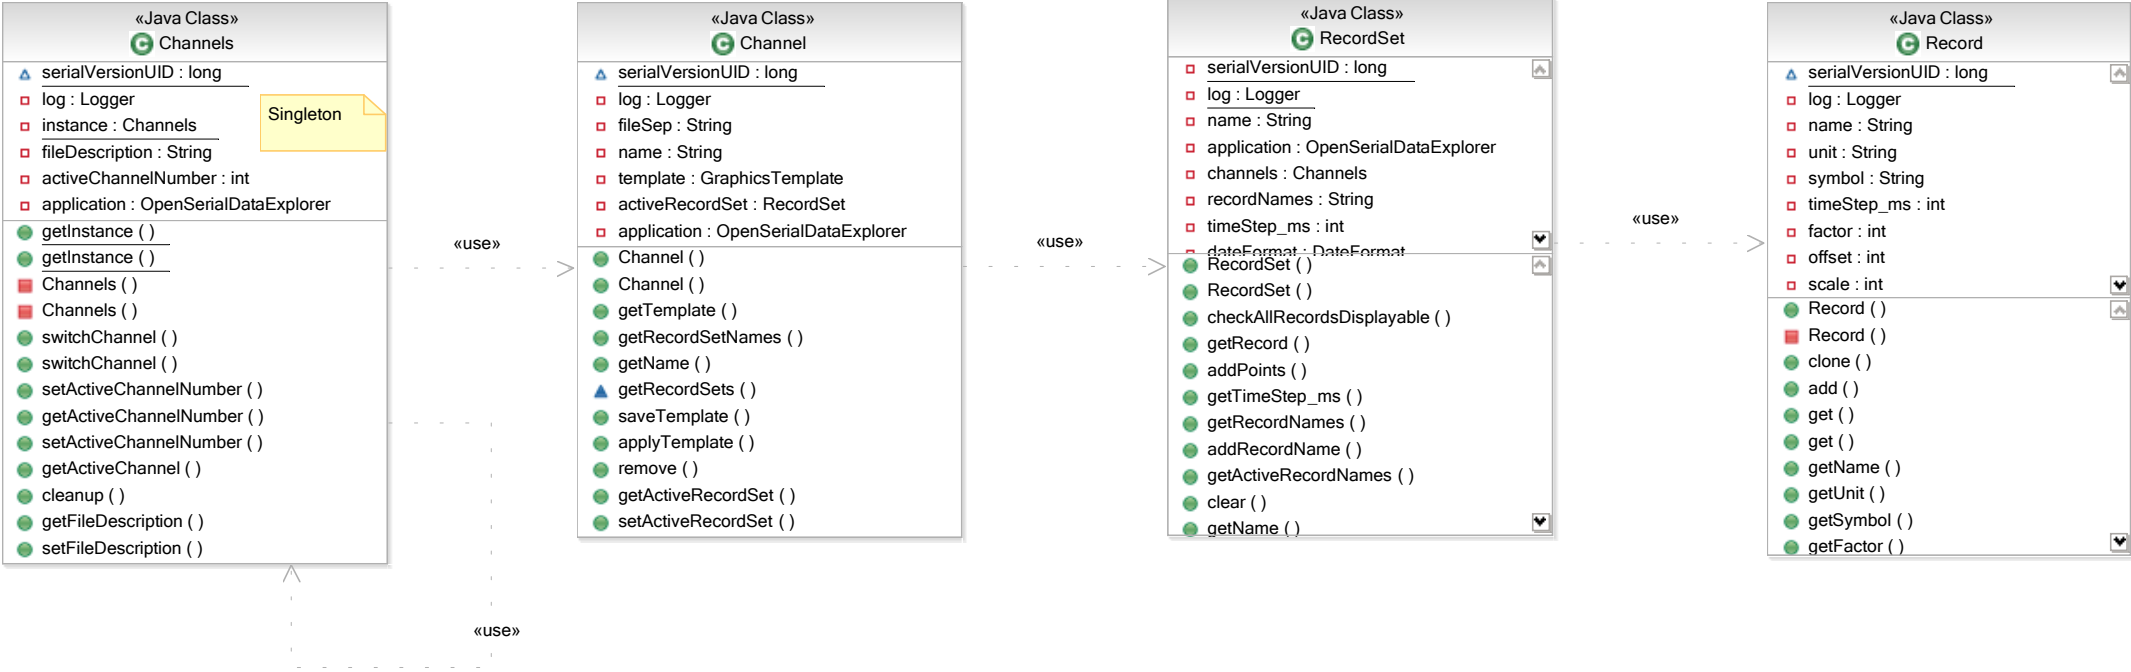 «Java Class»
Channels
serialVersionUID : long
log : Logger
instance : Channels
fileDescription : String
activeChannelNumber : int
application : OpenSerialDataExplorer
Singleton
getInstance ( )
getInstance ( )
Channels ( )
Channels ( )
switchChannel ( )
switchChannel ( )
setActiveChannelNumber ( )
getActiveChannelNumber ( )
setActiveChannelNumber ( )
getActiveChannel ( )
cleanup ( )
getFileDescription ( )
setFileDescription ( )
«use»
«use»
«Java Class»
Channel
serialVersionUID : long
log : Logger
fileSep : String
name : String
template : GraphicsTemplate
activeRecordSet : RecordSet
application : OpenSerialDataExplorer
Channel ( )
Channel ( )
getTemplate ( )
getRecordSetNames ( )
getName ( )
getRecordSets ( )
saveTemplate ( )
applyTemplate ( )
remove ( )
getActiveRecordSet ( )
setActiveRecordSet ( )
«use»
«Java Class»
RecordSet
serialVersionUID : long
log : Logger
name : String
application : OpenSerialDataExplorer
channels : Channels
recordNames : String
timeStep_ms : int
dateFormat : DateFormat
RecordSet ( )
RecordSet ( )
checkAllRecordsDisplayable ( )
getRecord ( )
addPoints ( )
getTimeStep_ms ( )
getRecordNames ( )
addRecordName ( )
getActiveRecordNames ( )
clear ( )
getName ( )
«use»
«Java Class»
Record
serialVersionUID : long
log : Logger
name : String
unit : String
symbol : String
timeStep_ms : int
factor : int
offset : int
scale : int
Record ( )
Record ( )
clone ( )
add ( )
get ( )
get ( )
getName ( )
getUnit ( )
getSymbol ( )
getFactor ( )